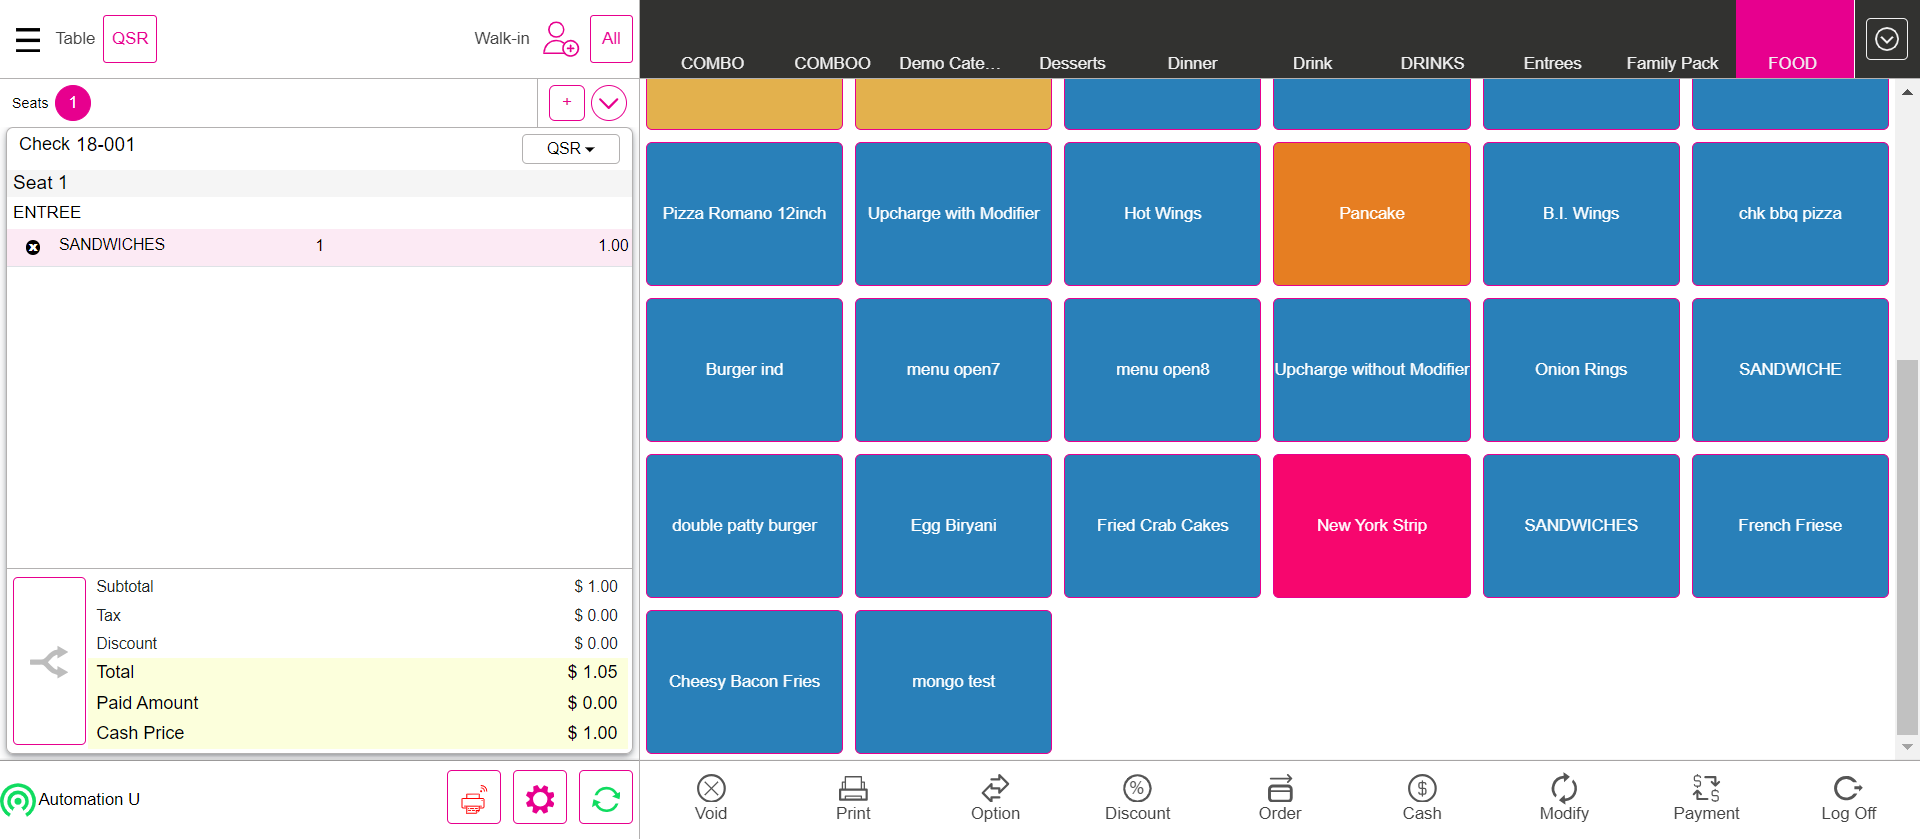 Table QSR Walk-in All
COMBO COMBOO Demo Cate... Desserts Dinner Drink DRINKS Entrees Family Pack FOOD
Seats 1 +
Check 18-001 QSR
Seat 1
ENTREE
SANDWICHES 1 1.00
Subtotal $ 1.00
Tax $ 0.00
Discount $ 0.00
Total $ 1.05
Paid Amount $ 0.00
Cash Price $ 1.00
Automation U
Pizza Romano 12inch Upcharge with Modifier Hot Wings Pancake B.I. Wings chk bbq pizza
Burger ind menu open7 menu open8 Upcharge without Modifier Onion Rings SANDWICHE
double patty burger Egg Biryani Fried Crab Cakes New York Strip SANDWICHES French Friese
Cheesy Bacon Fries mongo test
Void Print Option Discount Order Cash Modify Payment Log Off